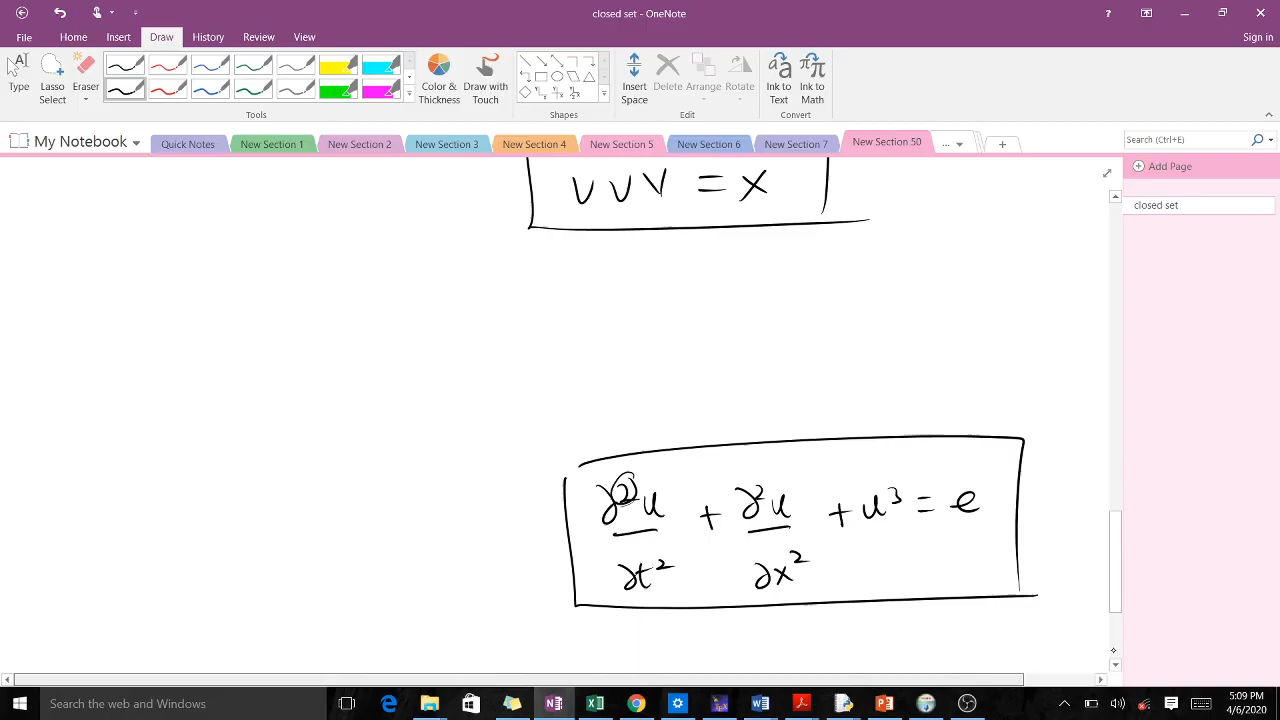 closed set - OneNote
?
Sign in
File Home Insert Draw History Review View
Type
Lasso Select
Eraser
Color & Thickness
Draw with Touch
Insert Space
Delete
Arrange
Rotate
Ink to Text
Ink to Math
Tools
Shapes
Edit
Convert
My Notebook
Quick Notes
New Section 1
New Section 2
New Section 3
New Section 4
New Section 5
New Section 6
New Section 7
New Section 50
...
Search (Ctrl+E)
Add Page
closed set
∪ ∪ V = X
∂²u/∂t² + ∂²u/∂x² + u³ = e
Search the web and Windows
5:09 PM
4/6/2020